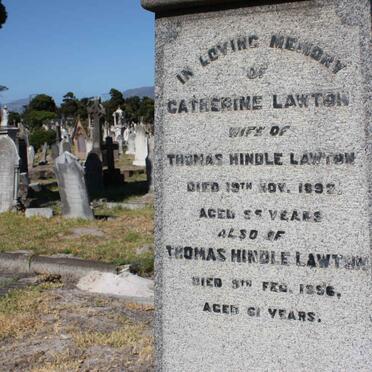 IN LOVING MEMORY
OF
CATHERINE LAWTON
WIFE OF
THOMAS HINDLE LAWTON
DIED 19TH NOV. 1892.
AGED 55 YEARS
ALSO OF
THOMAS HINDLE LAWTON
DIED 9TH FEB. 1896,
AGED 61 YEARS.